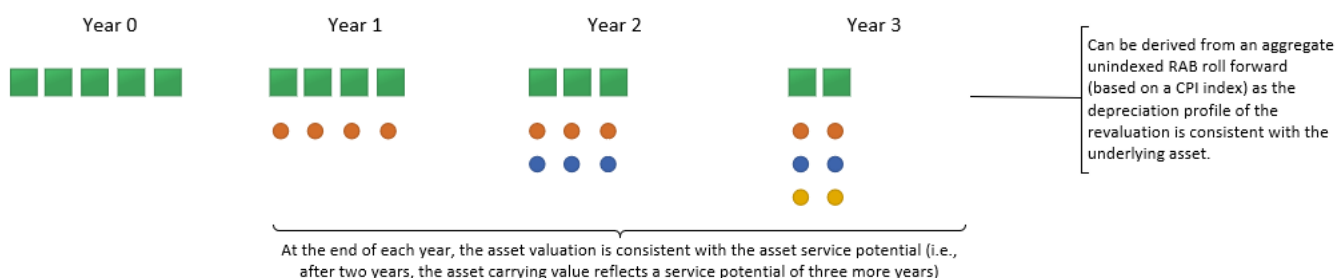 Year 0
Year 1
Year 2
Year 3
Can be derived from an aggregate
unindexed RAB roll forward
(based on a CPI index) as the
depreciation profile of the
revaluation is consistent with the
underlying asset.
At the end of each year, the asset valuation is consistent with the asset service potential (i.e.,
after two years, the asset carrying value reflects a service potential of three more years)